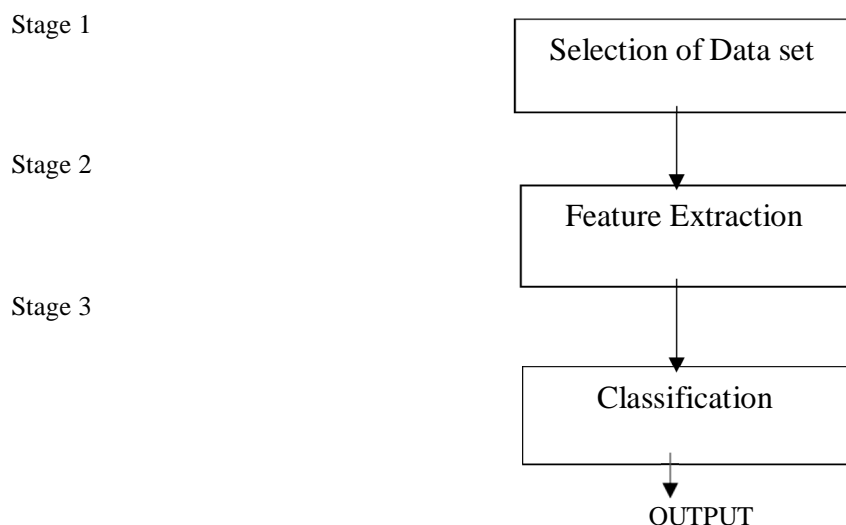 Stage 1
Selection of Data set
Stage 2
Feature Extraction
Stage 3
Classification
OUTPUT